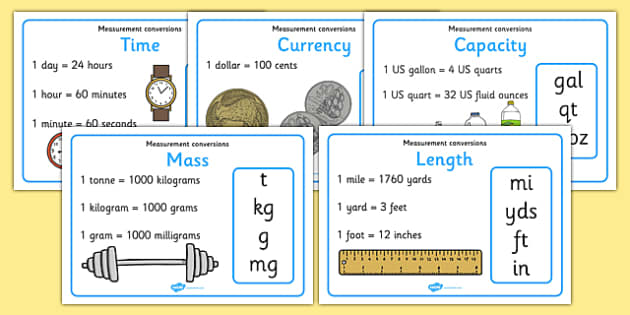 Measurement conversions
Time
1 day = 24 hours
1 hour = 60 minutes
1 minute = 60 seconds
Measurement conversions
Currency
1 dollar = 100 cents
Measurement conversions
Capacity
1 US gallon = 4 US quarts
1 US quart = 32 US fluid ounces
gal
qt
oz
Measurement conversions
Mass
1 tonne = 1000 kilograms
1 kilogram = 1000 grams
1 gram = 1000 milligrams
t
kg
g
mg
Measurement conversions
Length
1 mile = 1760 yards
1 yard = 3 feet
1 foot = 12 inches
mi
yds
ft
in